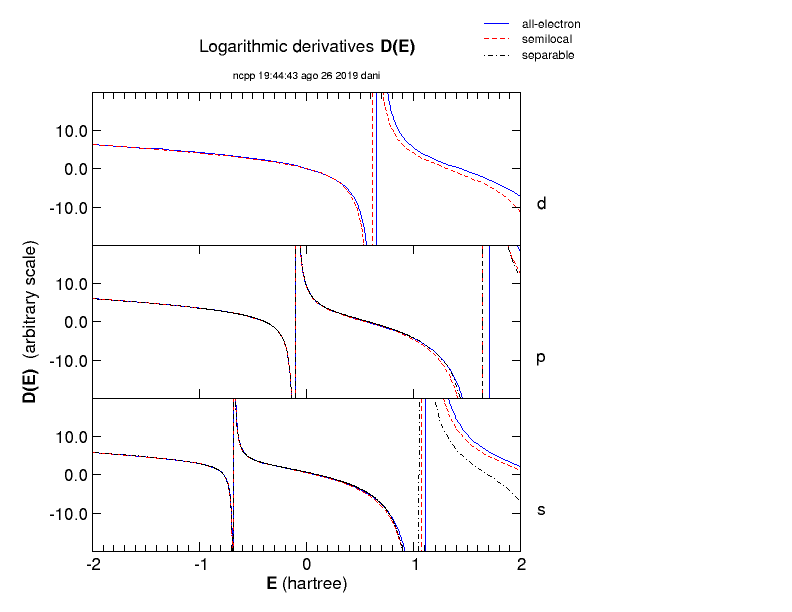 all-electron
semilocal
separable
Logarithmic derivatives D(E)
ncpp 19:44:43 ago 26 2019 dani
10.0
0.0
-10.0
d
10.0
0.0
-10.0
p
10.0
0.0
-10.0
s
D(E) (arbitrary scale)
-2 -1 0 1 2
E (hartree)